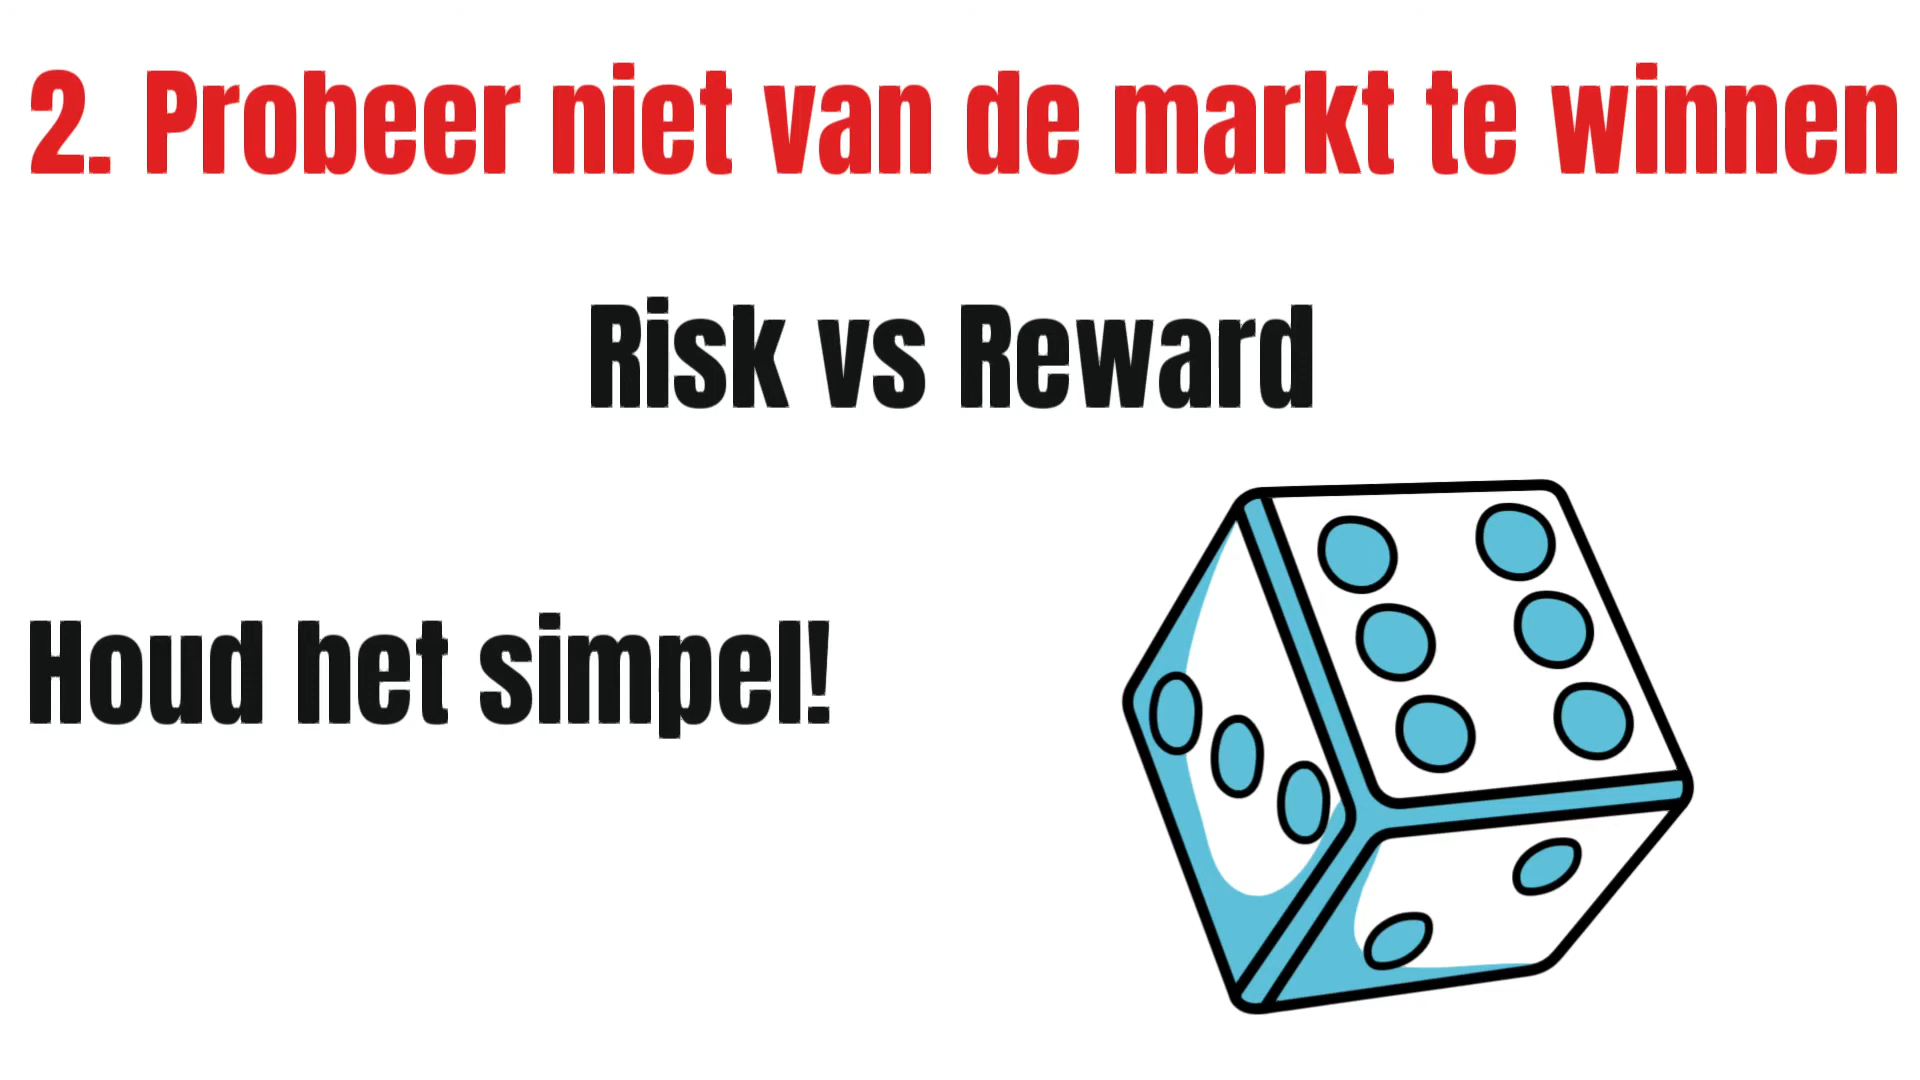 2. Probeer niet van de markt te winnen
Risk vs Reward
Houd het simpel!